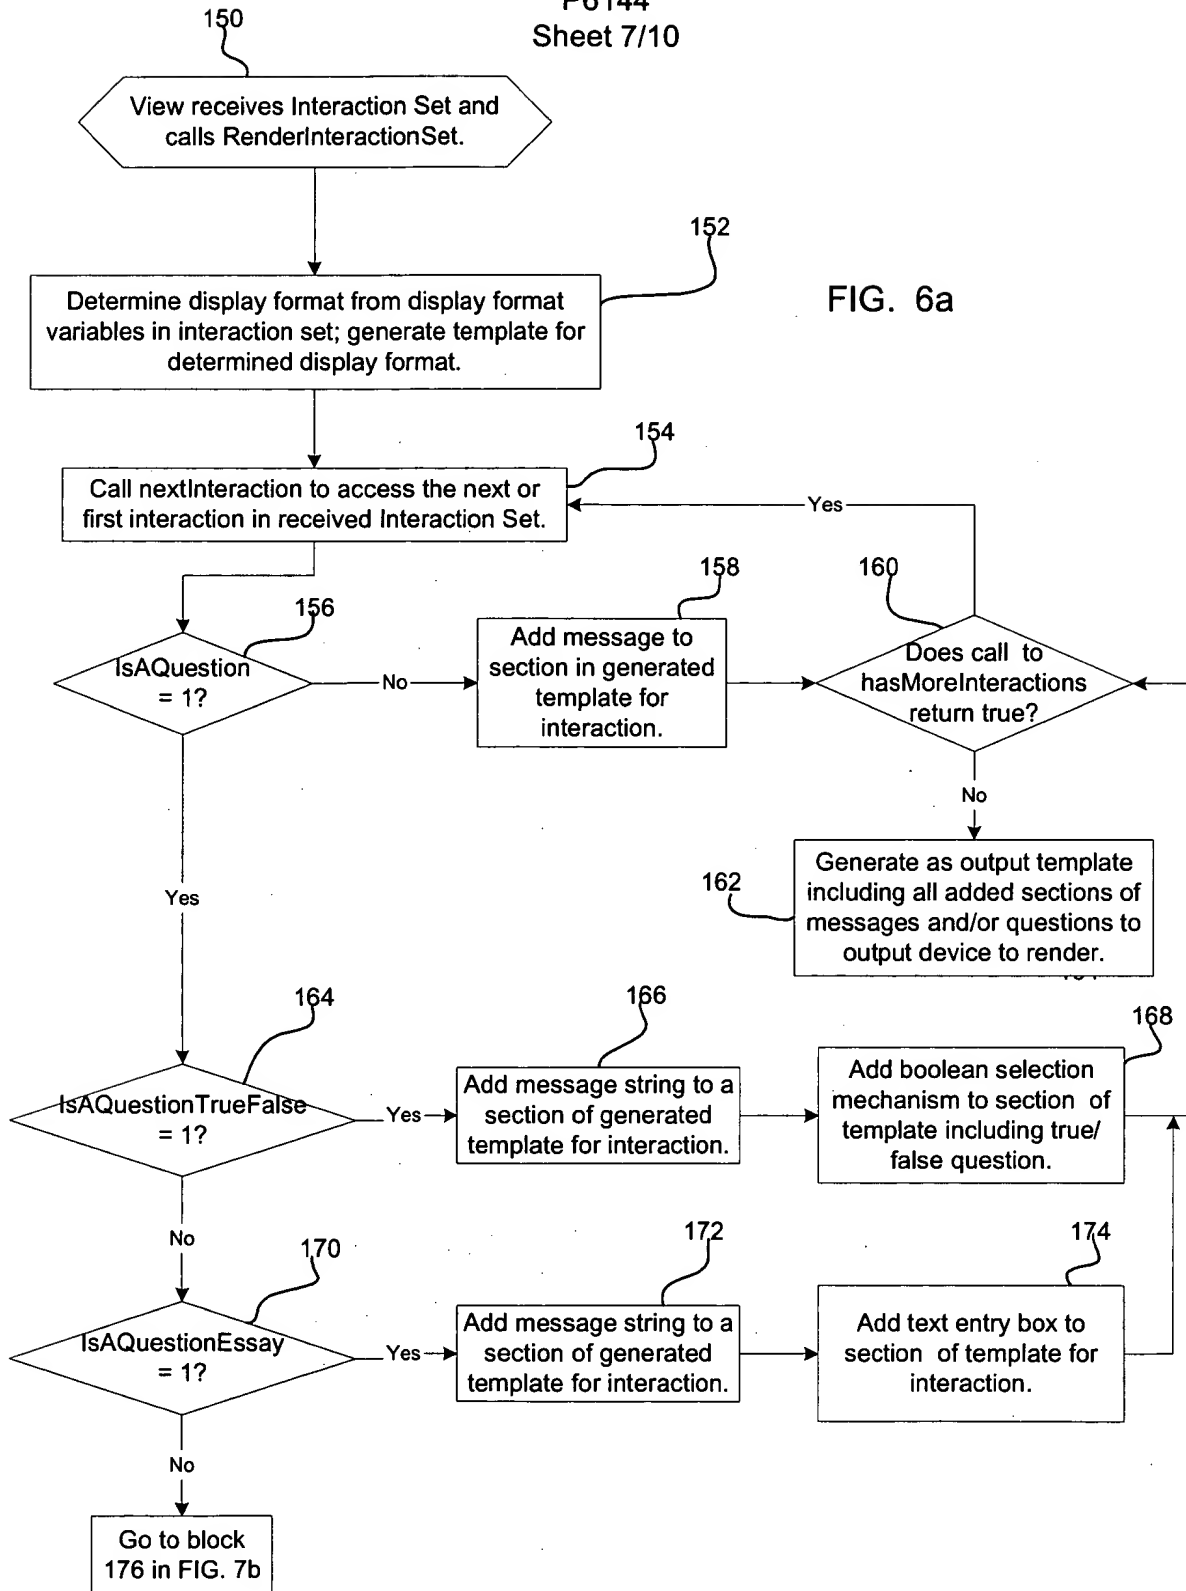 P6144
Sheet 7/10
150
View receives Interaction Set and
calls RenderInteractionSet.
152
Determine display format from display format
variables in interaction set; generate template for
determined display format.
FIG. 6a
154
Call nextInteraction to access the next or
first interaction in received Interaction Set.
Yes
156
IsAQuestion
= 1?
No
158
Add message to
section in generated
template for
interaction.
160
Does call to
hasMoreInteractions
return true?
No
162
Generate as output template
including all added sections of
messages and/or questions to
output device to render.
Yes
164
IsAQuestionTrueFalse
= 1?
Yes
166
Add message string to a
section of generated
template for interaction.
168
Add boolean selection
mechanism to section of
template including true/
false question.
No
170
IsAQuestionEssay
= 1?
Yes
172
Add message string to a
section of generated
template for interaction.
174
Add text entry box to
section of template for
interaction.
No
Go to block
176 in FIG. 7b